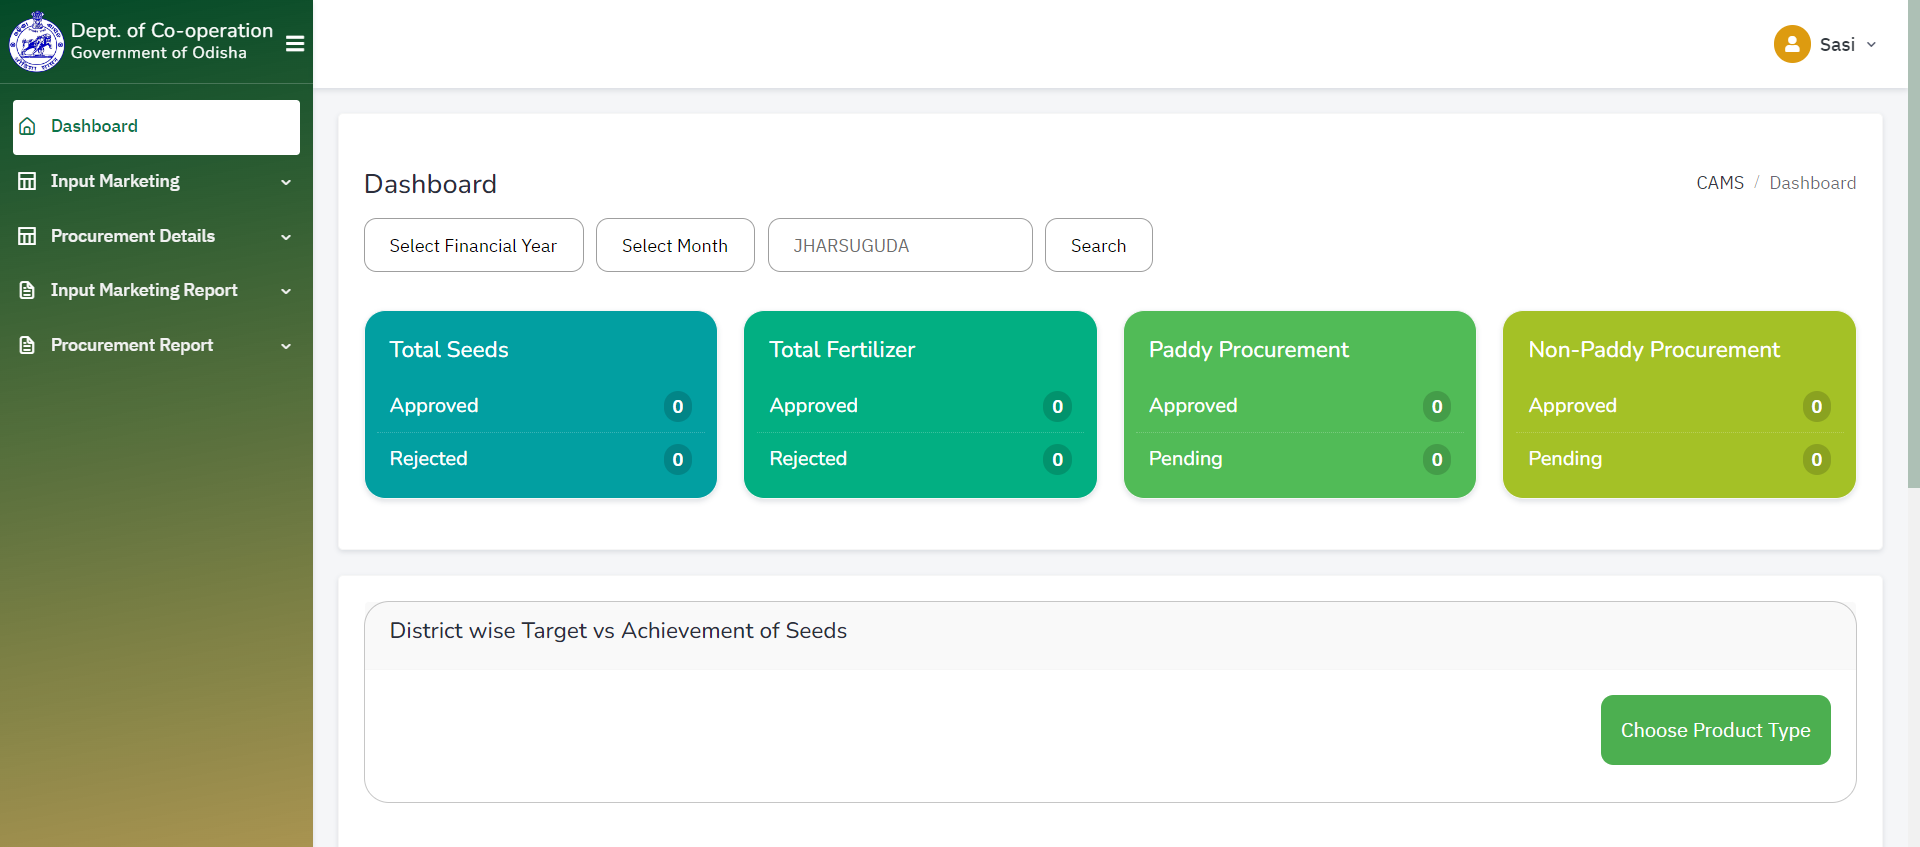 Dept. of Co-operation
Government of Odisha
Sasi
Dashboard
Input Marketing
Procurement Details
Input Marketing Report
Procurement Report
Dashboard
CAMS / Dashboard
Select Financial Year
Select Month
JHARSUGUDA
Search
Total Seeds
Approved 0
Rejected 0
Total Fertilizer
Approved 0
Rejected 0
Paddy Procurement
Approved 0
Pending 0
Non-Paddy Procurement
Approved 0
Pending 0
District wise Target vs Achievement of Seeds
Choose Product Type